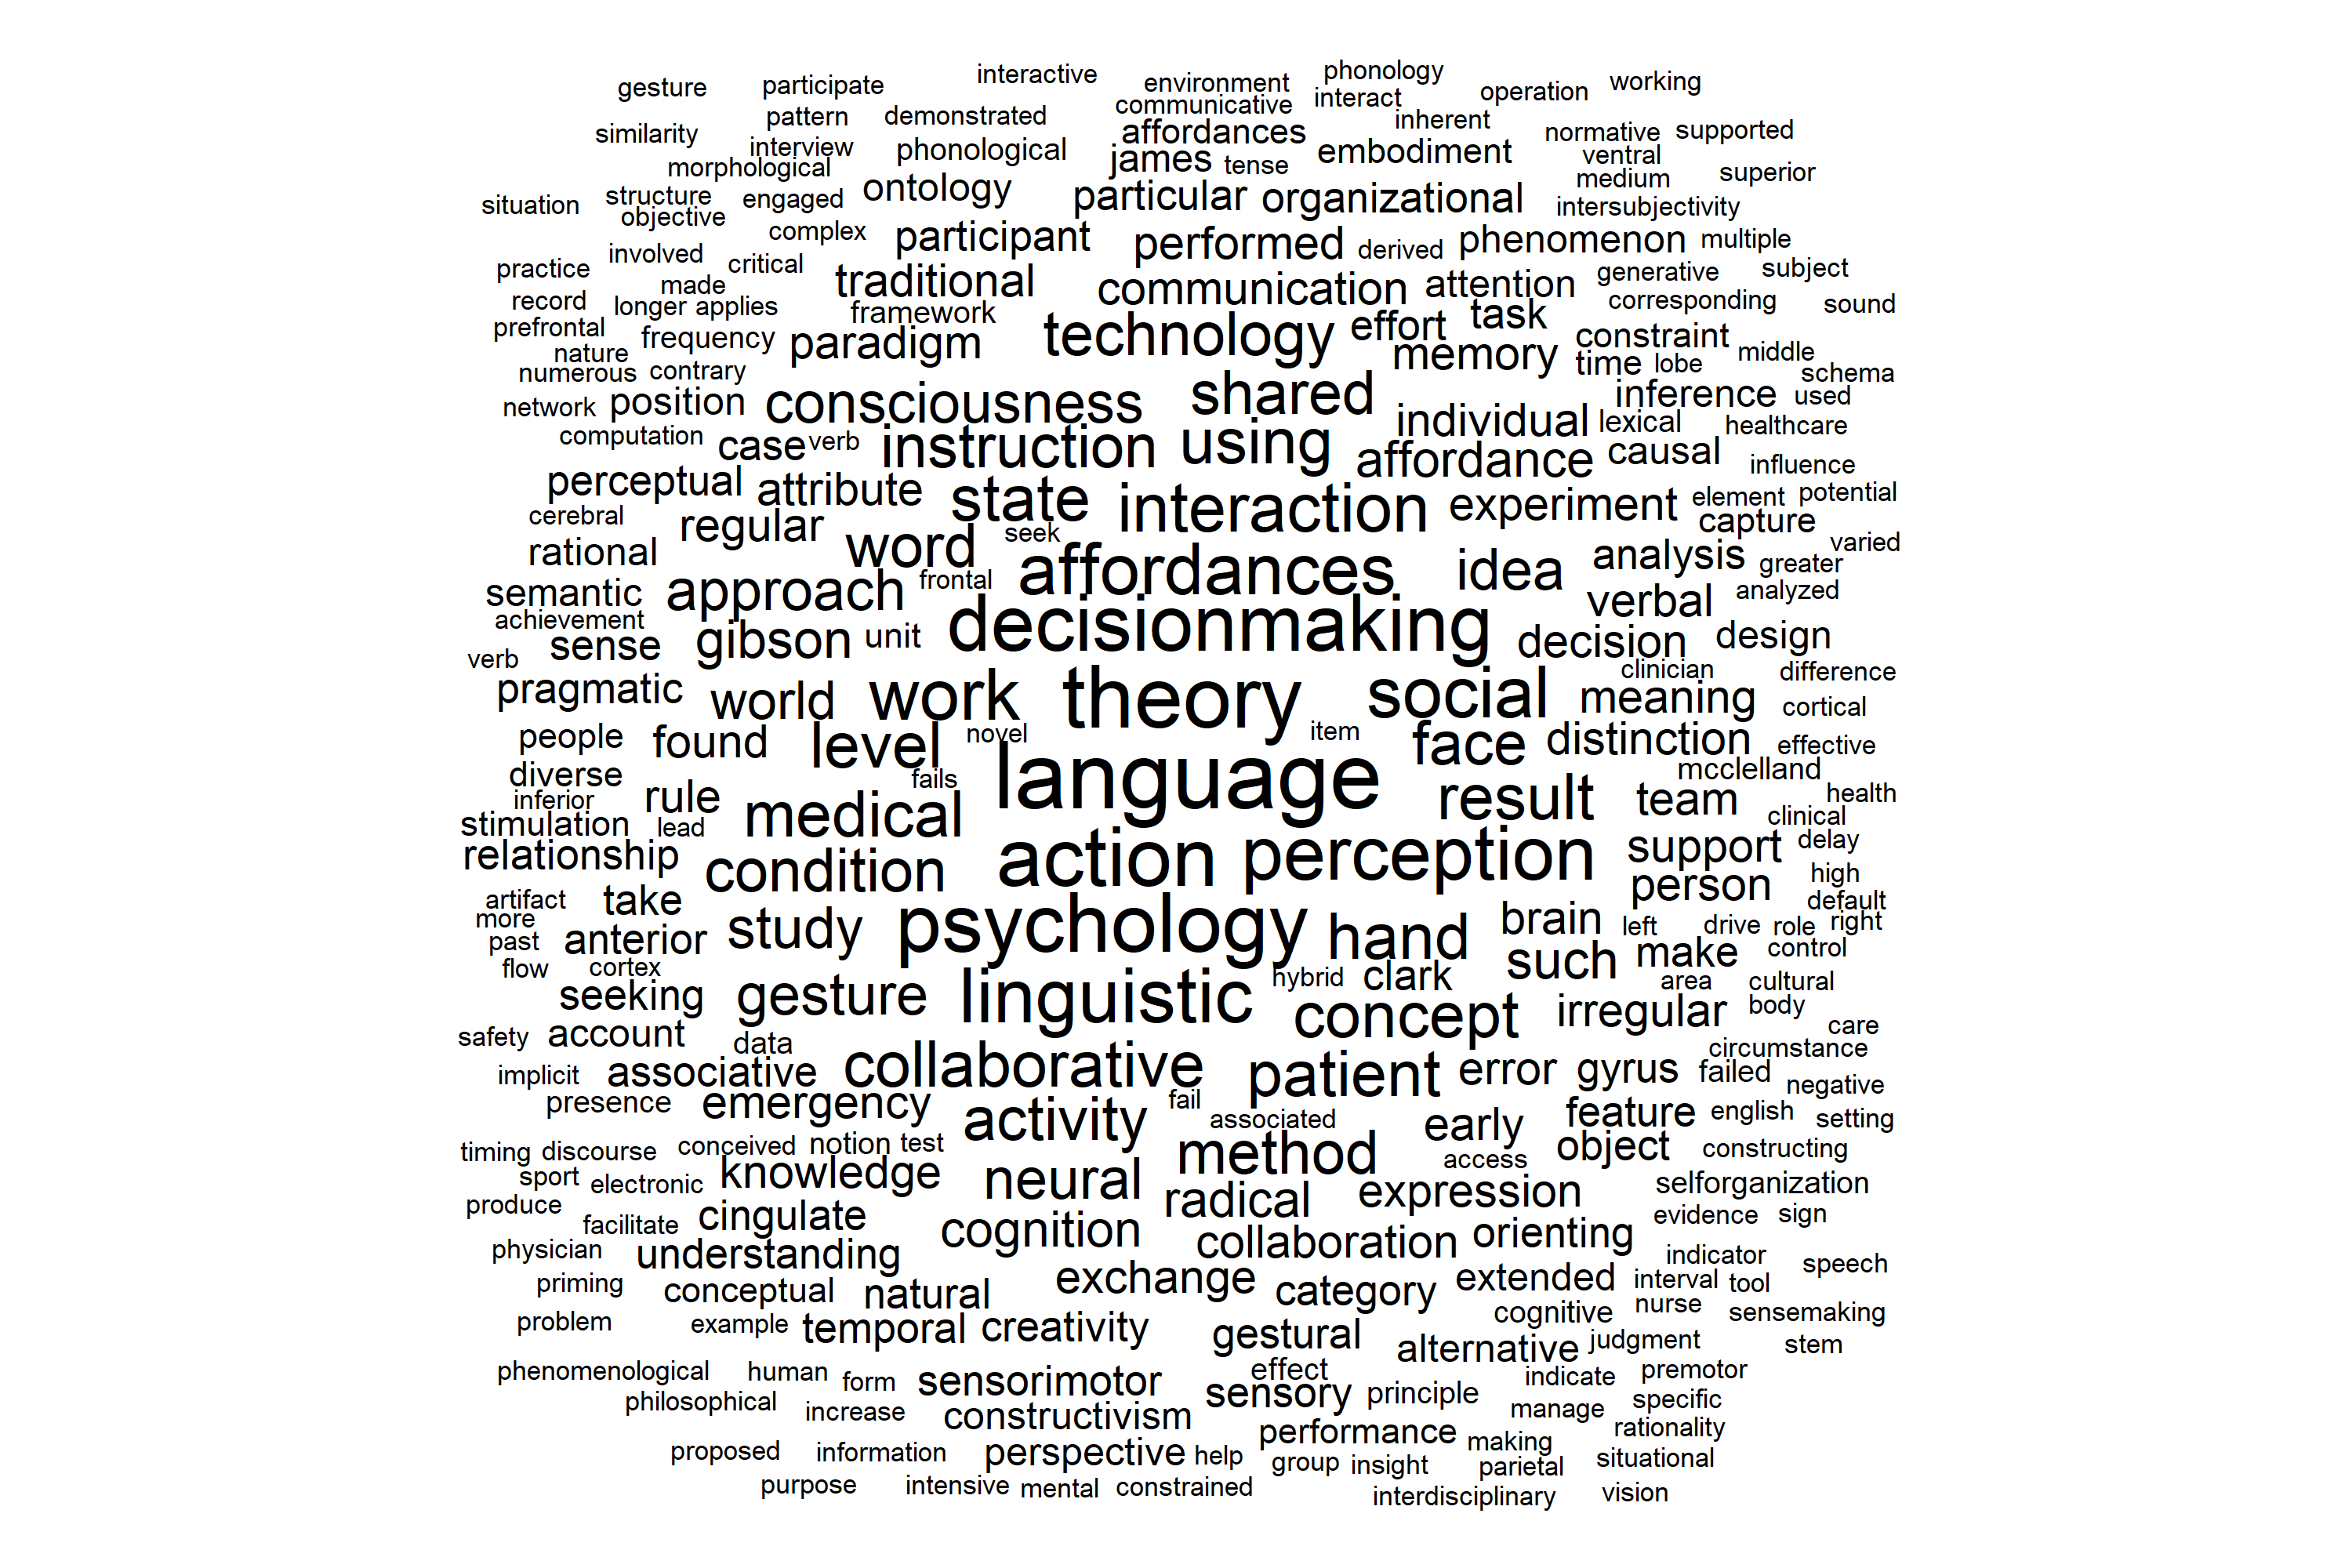 interactive
phonology
gesture participate environment operation working
communicative interact
pattern demonstrated inherent
similarity affordances normative supported
interview phonological james tense embodiment ventral
morphological medium superior
situation structure engaged ontology particular organizational intersubjectivity
objective complex participant performed derived phenomenon multiple
practice involved critical
made traditional communication attention generative subject
record longer applies framework corresponding sound
prefrontal frequency paradigm technology effort task constraint
nature memory time lobe middle
numerous contrary schema
network position consciousness shared inference used
computation case verb instruction using individual lexical healthcare
perceptual attribute affordance causal influence
state interaction experiment element potential
cerebral regular seek capture
rational word varied
affordances idea analysis greater
semantic approach frontal verbal analyzed
achievement
sense gibson unit decisionmaking decision design
verb clinician difference
pragmatic world work theory social meaning cortical
people found level novel item face distinction effective
diverse fails language mcclelland
inferior rule medical result team health
stimulation lead clinical
relationship condition action perception support delay
person high
artifact take default
more study psychology hand brain left drive role right
past anterior such make control
flow cortex
seeking gesture linguistic hybrid clark area cultural
concept irregular body
safety account care
data circumstance
implicit associative collaborative patient error gyrus failed negative
presence emergency activity fail feature english setting
associated early
timing discourse conceived notion test method access object constructing
sport electronic knowledge neural radical expression selforganization
produce
facilitate cingulate cognition evidence sign
physician understanding collaboration orienting indicator speech
priming conceptual natural exchange category extended interval tool
cognitive nurse sensemaking
problem example temporal creativity gestural alternative judgment stem
phenomenological human form sensorimotor effect indicate premotor
philosophical increase constructivism sensory principle manage specific
performance rationality
proposed information perspective help making
group insight parietal situational
purpose intensive mental constrained
interdisciplinary vision